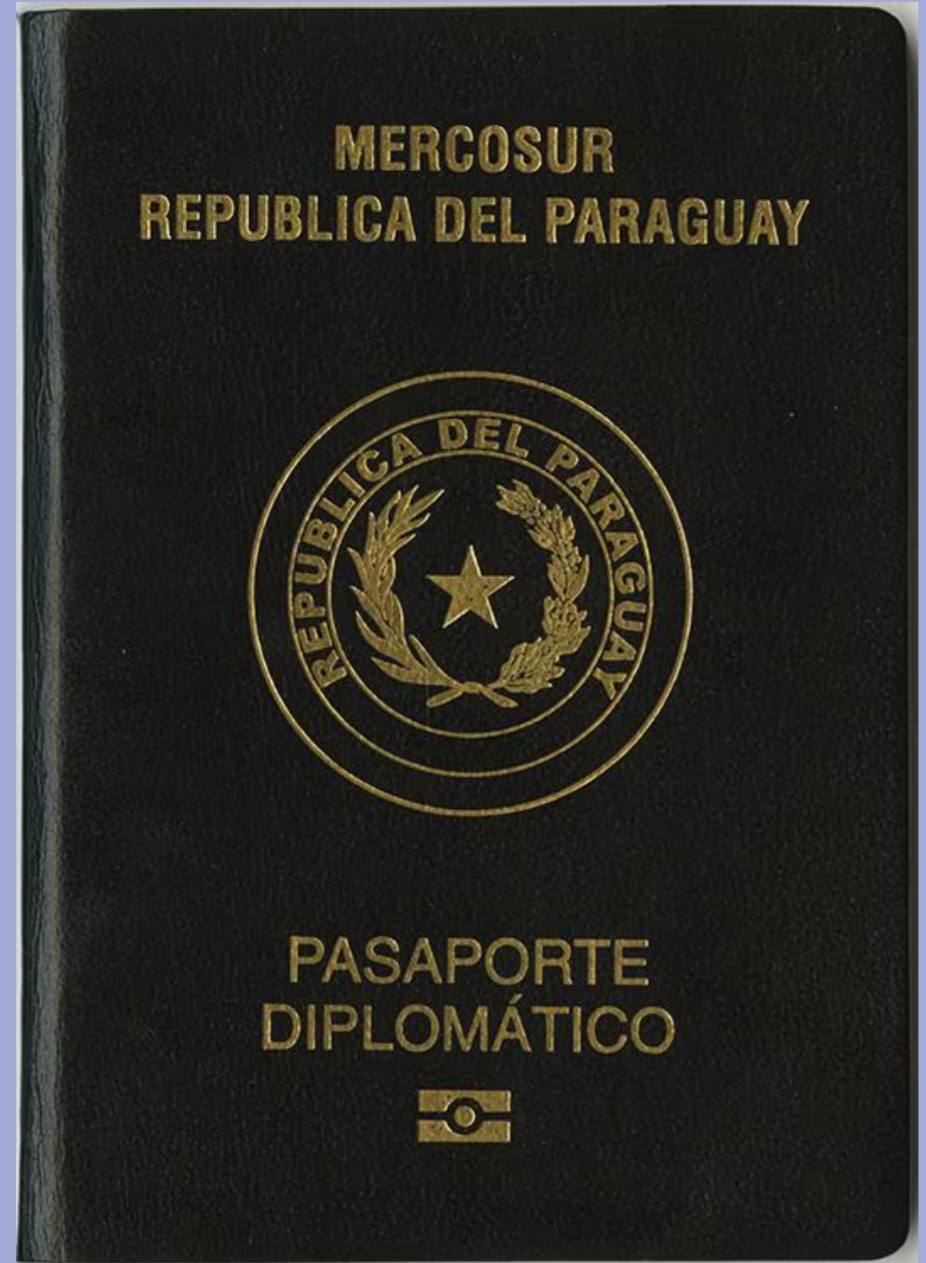 MERCOSUR
REPUBLICA DEL PARAGUAY
REPUBLICA DEL PARAGUAY
PASAPORTE
DIPLOMÁTICO